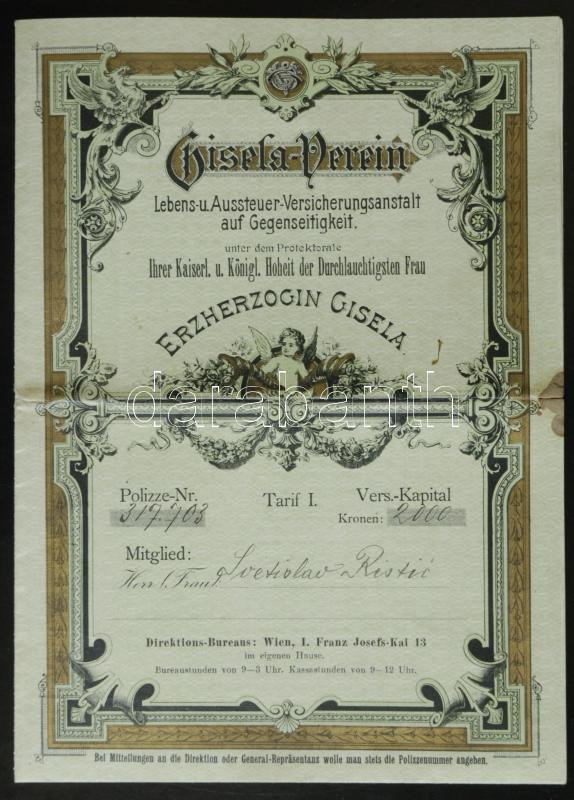 Gisela-Verein
Lebens-u. Aussteuer-Versicherungsanstalt
auf Gegenseitigkeit.
unter dem Protektorate
Ihrer Kaiserl. u. Königl. Hoheit der Durchlauchtigsten Frau
ERZHERZOGIN GISELA.
darabanth
Polizze-Nr. Tarif I. Vers.-Kapital
317.703 Kronen: 2000
Mitglied:
Herr (Frau) Svetislav Ristić
Direktions-Bureaus: Wien, I. Franz Josefs-Kai 13
im eigenen Hause.
Bureaustunden von 9—3 Uhr. Kassastunden von 9—12 Uhr.
Bei Mitteilungen an die Direktion oder General-Repräsentanz wolle man stets die Polizzenummer angeben.